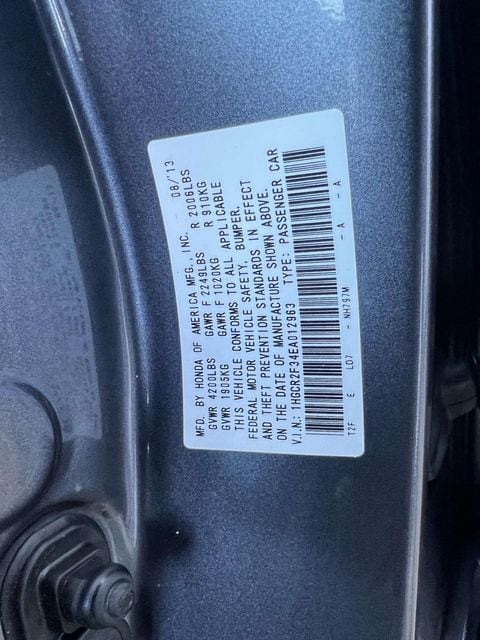 MFD. BY HONDA OF AMERICA MFG., INC. 08/'13
GVWR 4200LBS GAWR F 2249LBS R 2006LBS
GVWR 1905KG GAWR F 1020KG R 910KG
THIS VEHICLE CONFORMS TO ALL APPLICABLE
FEDERAL MOTOR VEHICLE SAFETY, BUMPER,
AND THEFT PREVENTION STANDARDS IN EFFECT
ON THE DATE OF MANUFACTURE SHOWN ABOVE.
V.I.N.: 1HGCR2F34EA012963 TYPE: PASSENGER CAR
T2F E LD7 - NH797M - A - A